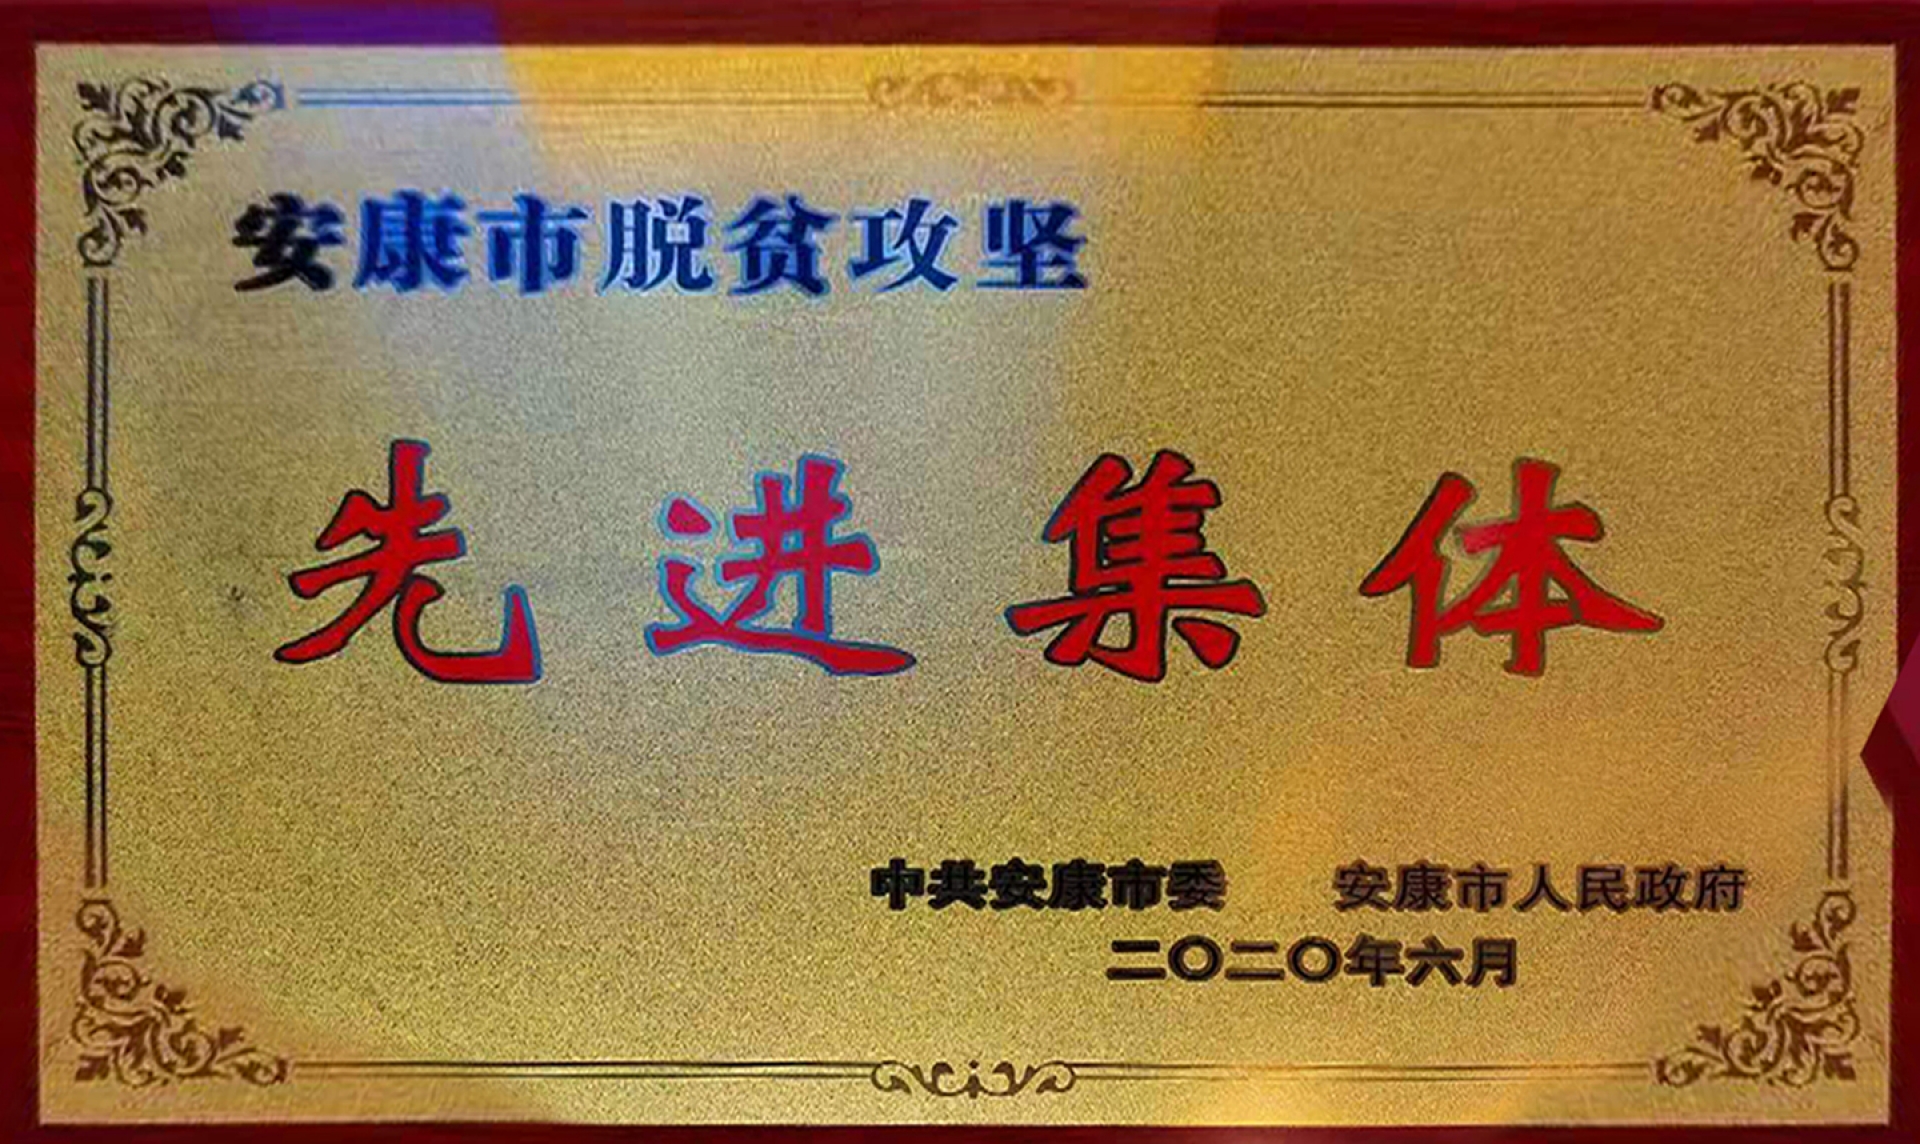 安康市脱贫攻坚
先进集体
中共安康市委 安康市人民政府
二〇二〇年六月